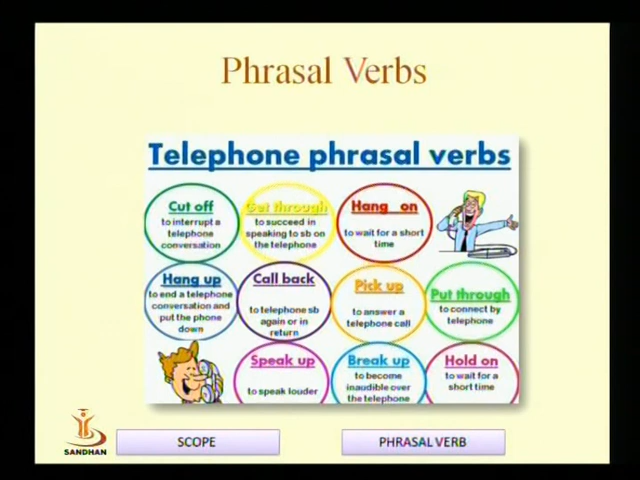 Phrasal Verbs
Telephone phrasal verbs
Cut off
to interrupt a
telephone
conversation
Get through
to succeed in
speaking to sb on
the telephone
Hang on
to wait for a short
time
Hang up
to end a telephone
conversation and
put the phone
down
Call back
to telephone sb
again or in
return
Pick up
to answer a
telephone call
Put through
to connect by
telephone
Speak up
to speak louder
Break up
to become
inaudible over
the telephone
Hold on
to wait for a
short time
SANDHAN
SCOPE
PHRASAL VERB